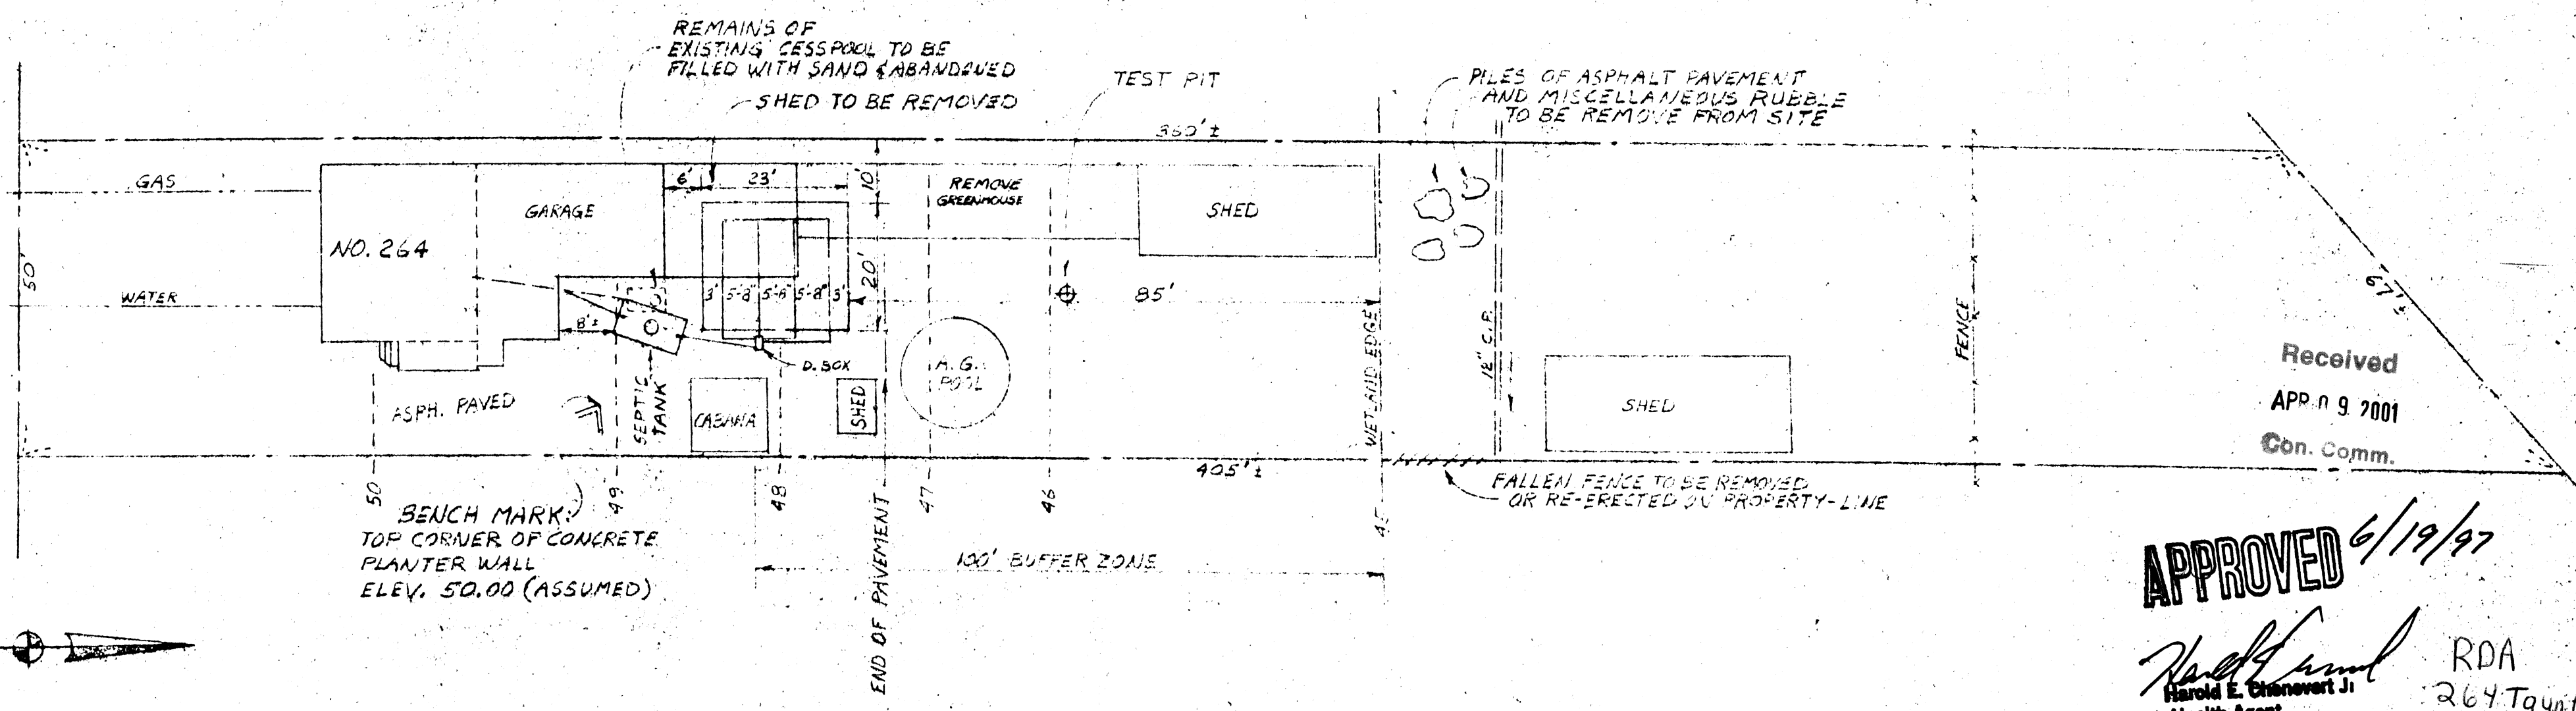 REMAINS OF
EXISTING CESSPOOL TO BE
FILLED WITH SAND & ABANDONED
SHED TO BE REMOVED
TEST PIT
PILES OF ASPHALT PAVEMENT
AND MISCELLANEOUS RUBBLE
TO BE REMOVE FROM SITE
360'±
GAS
GARAGE
6'
23'
10'
REMOVE
GREENHOUSE
SHED
NO. 264
50'
WATER
8'±
3' 5'-8" 5'-8" 5'-8" 3'
20'
85'
WETLAND EDGE
18" C.P.
FENCE
67'±
D. BOX
A.G.
POOL
ASPH. PAVED
SEPTIC
TANK
CABANA
SHED
SHED
Received
APR 09 2001
Con. Comm.
405'±
50
49
48
END OF PAVEMENT
47
46
45
FALLEN FENCE TO BE REMOVED
OR RE-ERECTED ON PROPERTY-LINE
BENCH MARK:
TOP CORNER OF CONCRETE
PLANTER WALL
ELEV. 50.00 (ASSUMED)
100' BUFFER ZONE
APPROVED 6/19/97
Harold E. Chenevert Jr
Health Agent
RDA
264 Taunt